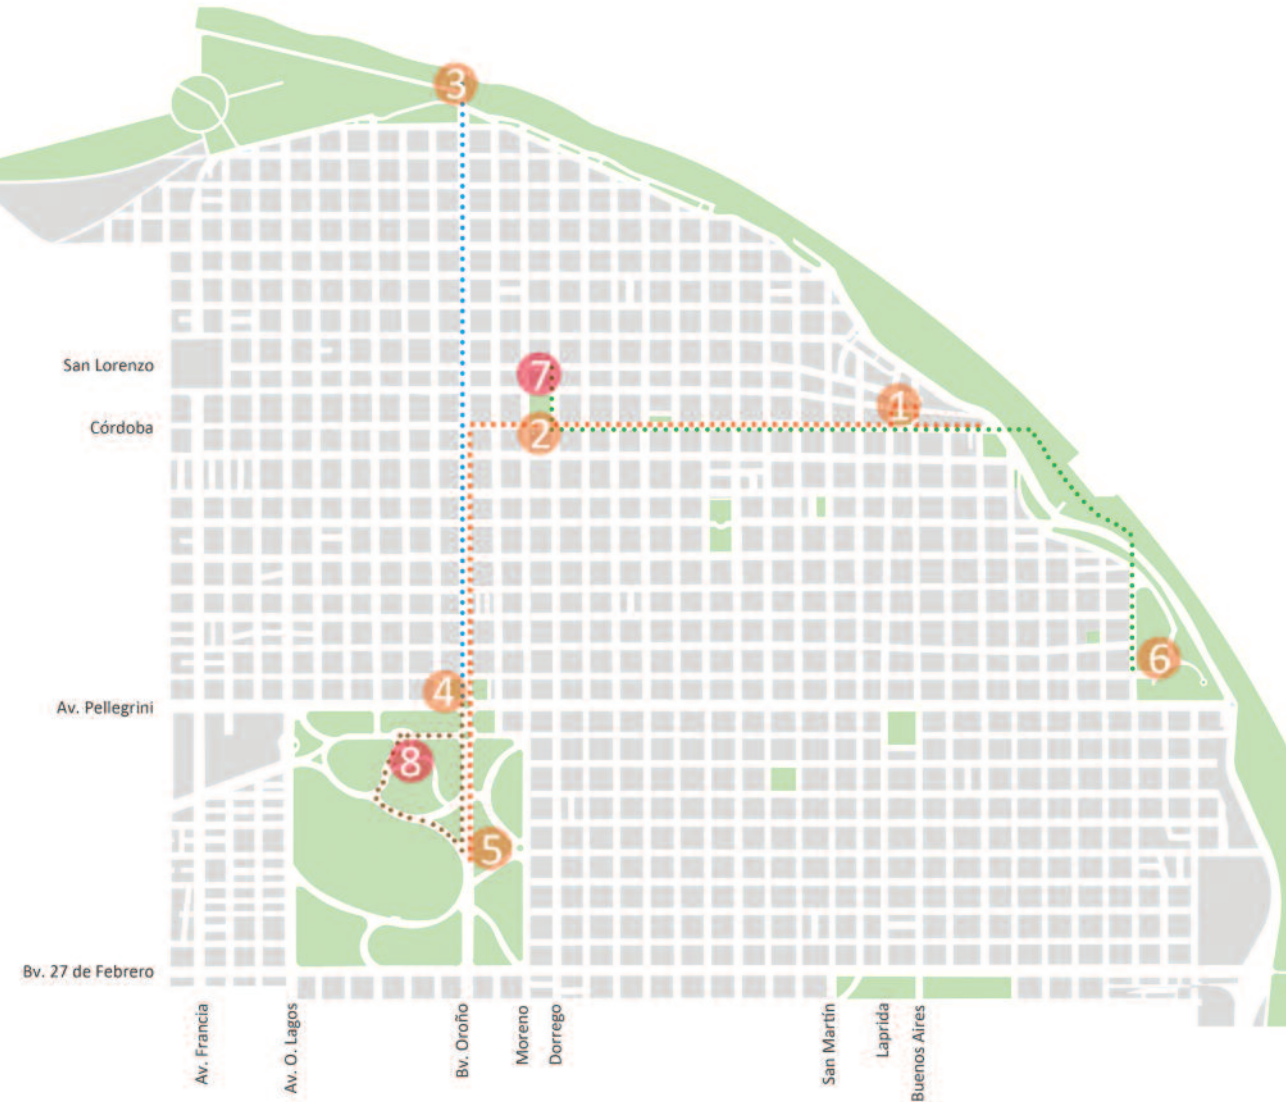 3
San Lorenzo
7
1
Córdoba
2
6
4
Av. Pellegrini
8
5
Bv. 27 de Febrero
Av. Francia
Av. O. Lagos
Bv. Oroño
Moreno
Dorrego
San Martín
Laprida
Buenos Aires